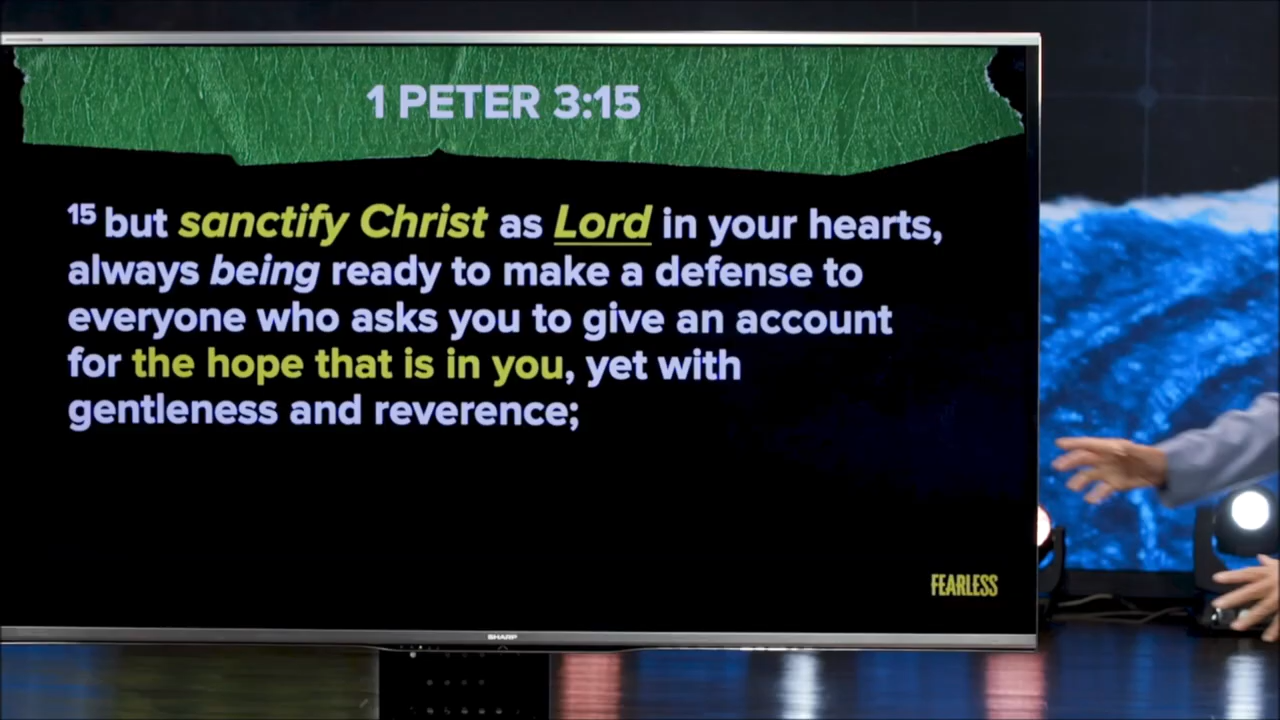 1 PETER 3:15
15 but sanctify Christ as Lord in your hearts,
always being ready to make a defense to
everyone who asks you to give an account
for the hope that is in you, yet with
gentleness and reverence;
FEARLESS
SHARP